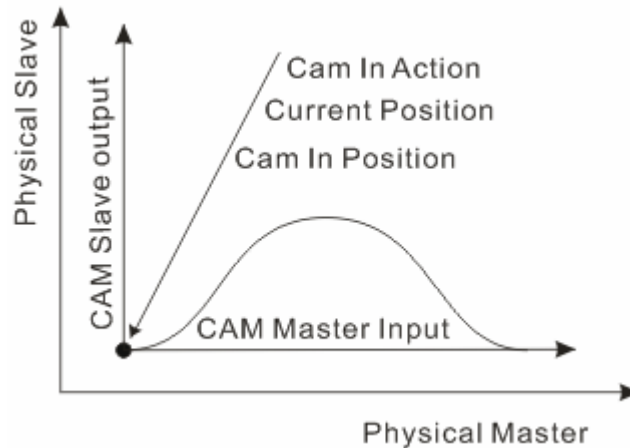 Physical Slave
CAM Slave output
Cam In Action
Current Position
Cam In Position
CAM Master Input
Physical Master